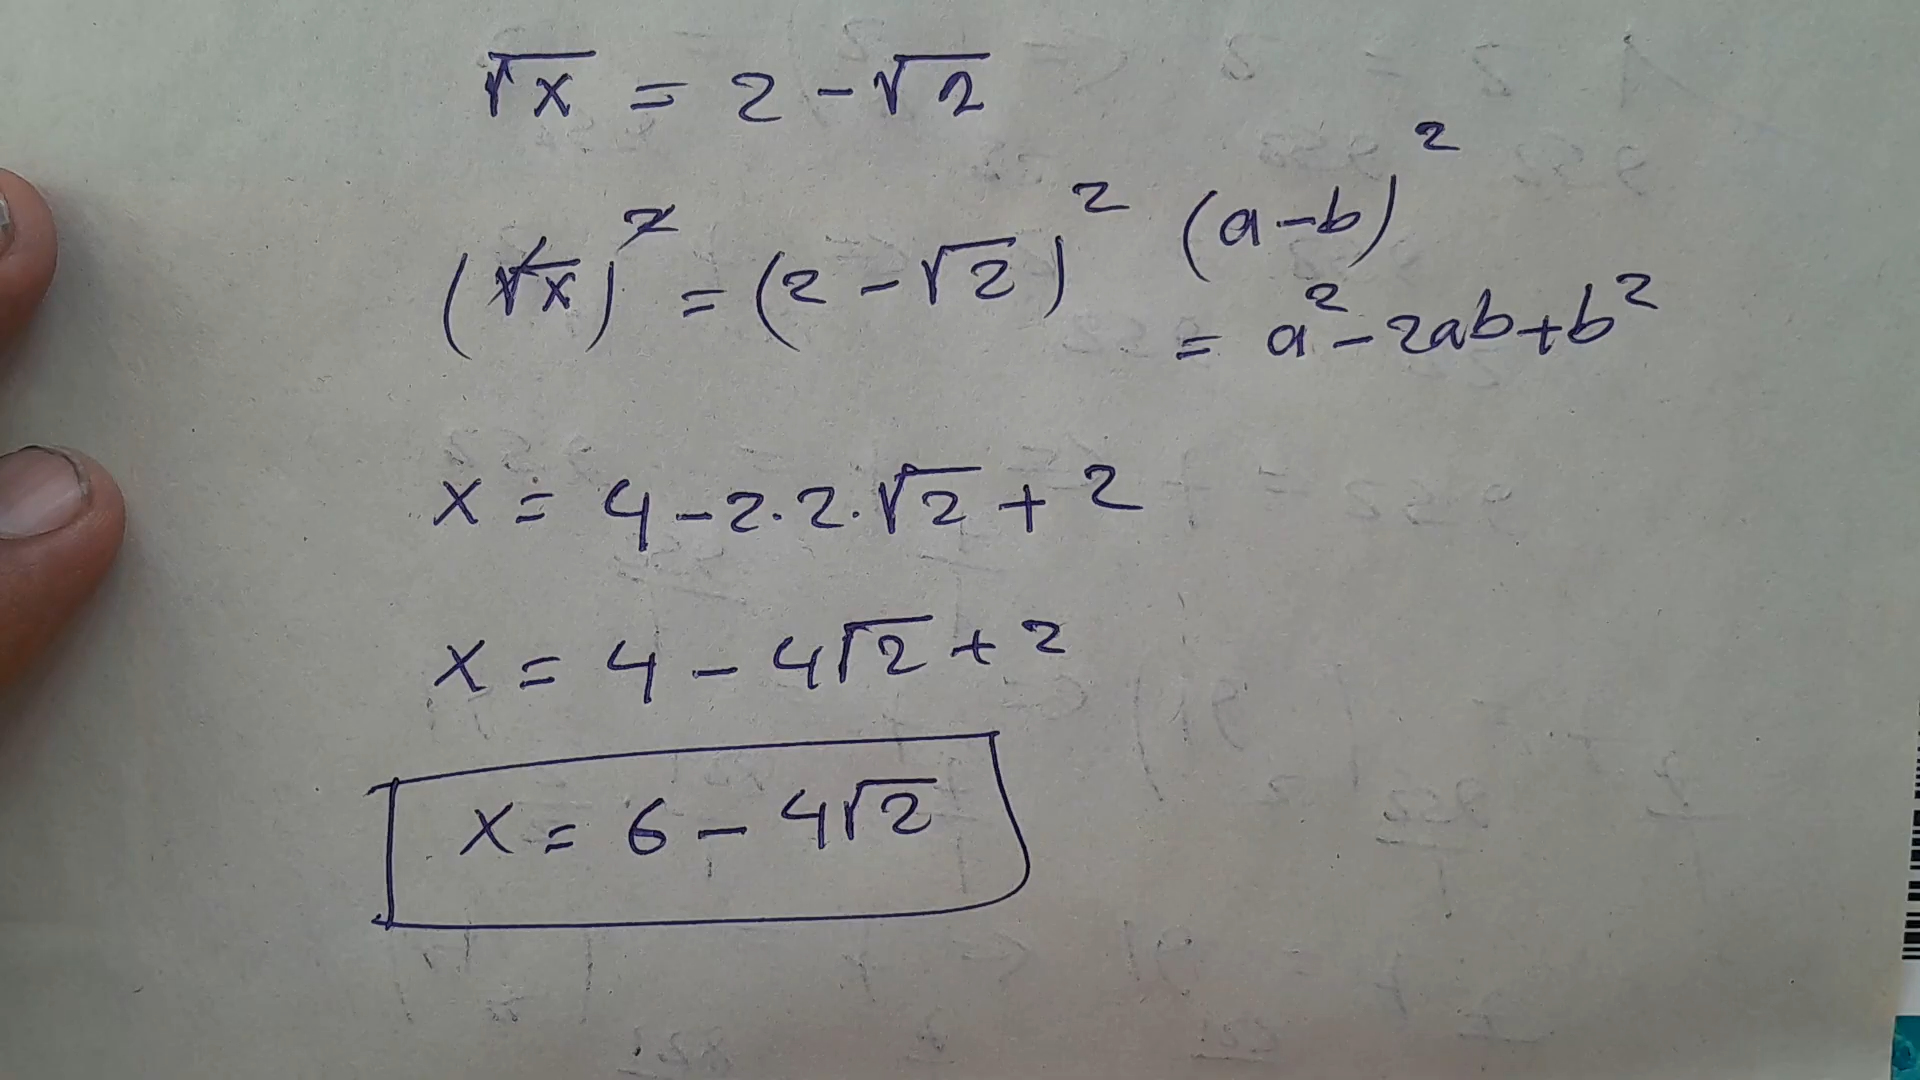 √x = 2 - √2
(√x)² = (2 - √2)² (a-b)²
= a² - 2ab + b²
x = 4 - 2.2.√2 + 2
x = 4 - 4√2 + 2
x = 6 - 4√2